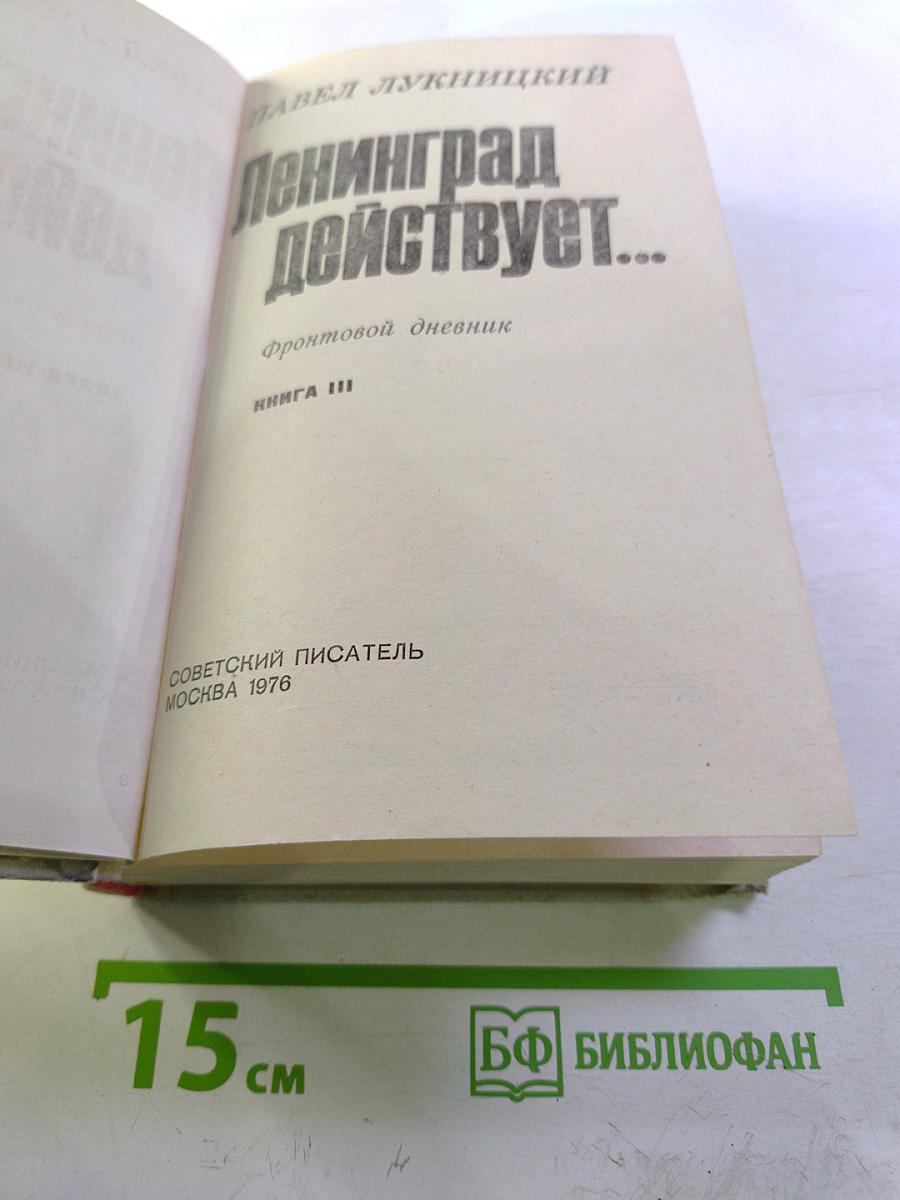 ПАВЕЛ ЛУКНИЦКИЙ
Ленинград
действует...
Фронтовой дневник
КНИГА III
СОВЕТСКИЙ ПИСАТЕЛЬ
МОСКВА 1976
15 см
БФ БИБЛИОФАН